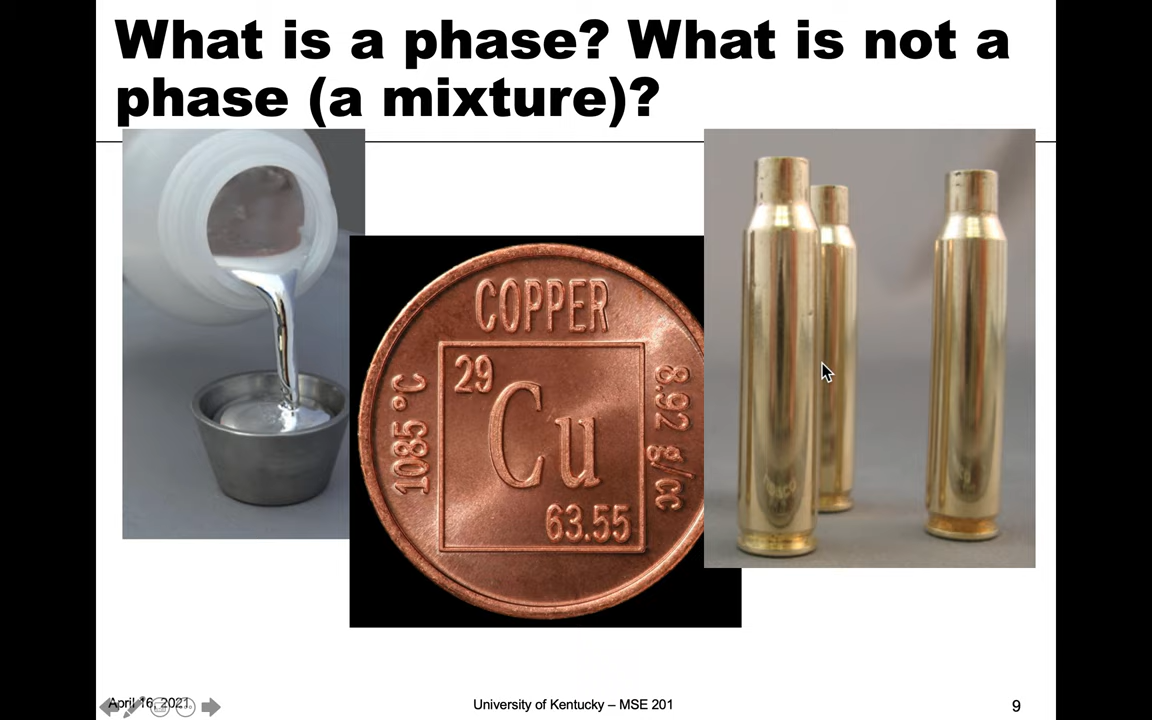 What is a phase? What is not a
phase (a mixture)?
COPPER
29
Cu
63.55
1085 °C
8.92 g/cc
April 16, 2021
University of Kentucky – MSE 201
9